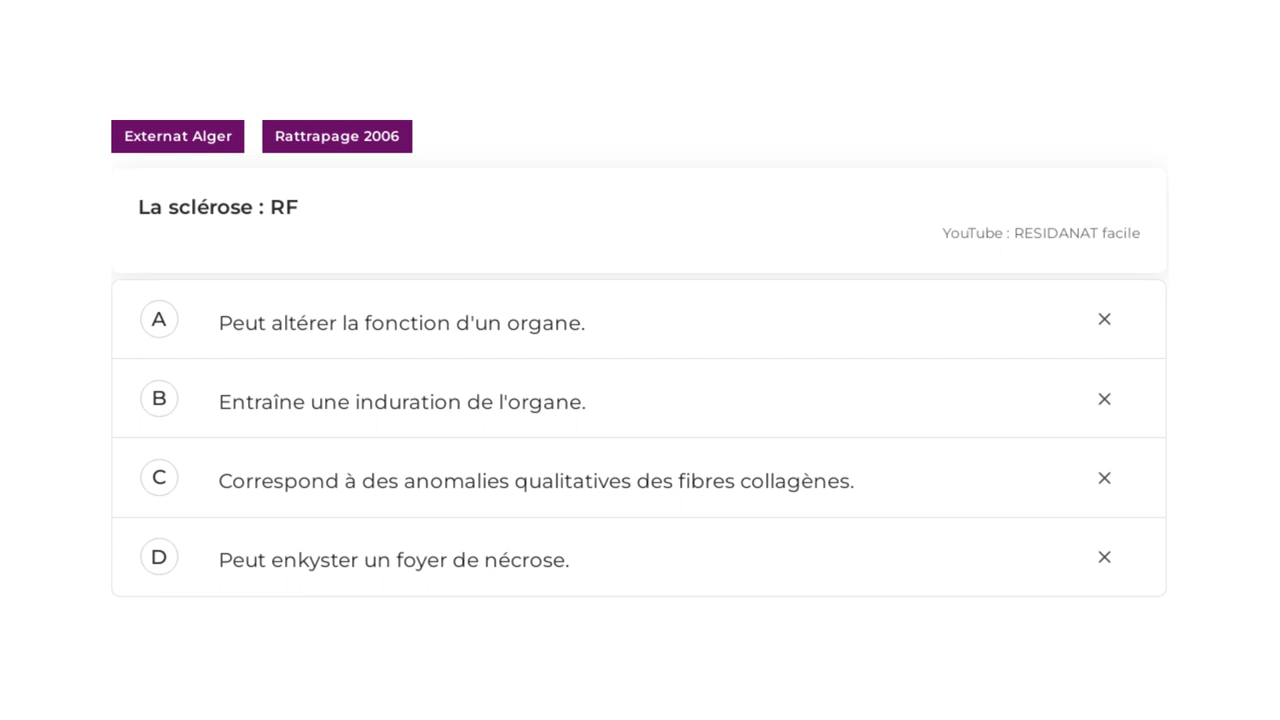 Externat Alger Rattrapage 2006
La sclérose : RF
YouTube : RESIDANAT facile
A Peut altérer la fonction d'un organe. ×
B Entraîne une induration de l'organe. ×
C Correspond à des anomalies qualitatives des fibres collagènes. ×
D Peut enkyster un foyer de nécrose. ×